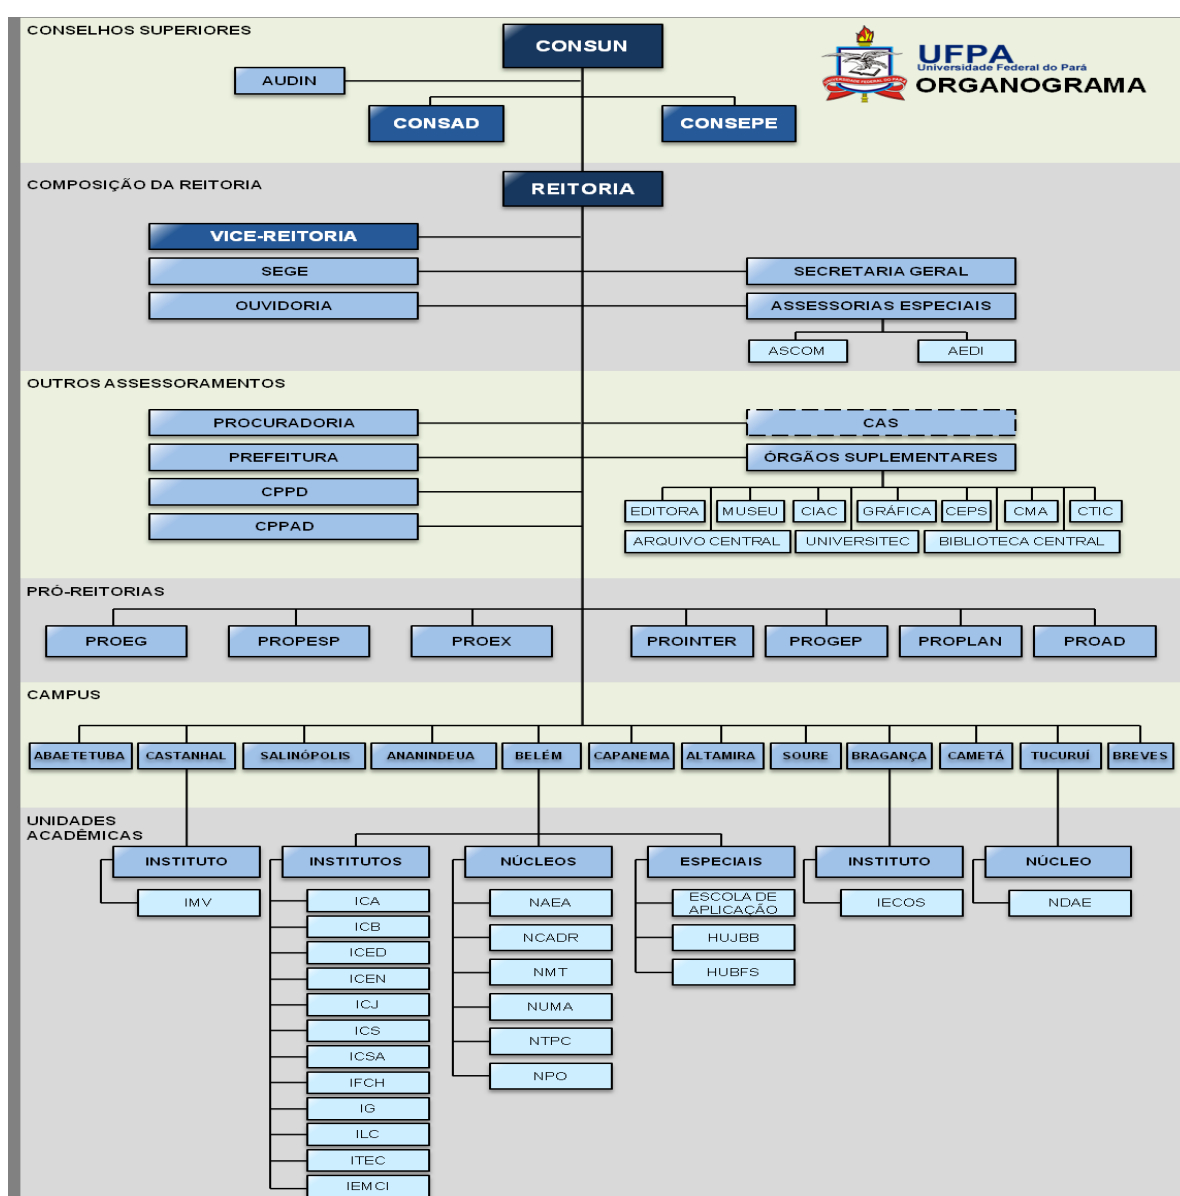 CONSELHOS SUPERIORES
CONSUN
UFPA
Universidade Federal do Pará
ORGANOGRAMA
AUDIN
CONSAD
CONSEPE
COMPOSIÇÃO DA REITORIA
REITORIA
VICE-REITORIA
SEGE
SECRETARIA GERAL
OUVIDORIA
ASSESSORIAS ESPECIAIS
ASCOM
AEDI
OUTROS ASSESSORAMENTOS
PROCURADORIA
CAS
PREFEITURA
ÓRGÃOS SUPLEMENTARES
CPPD
EDITORA
MUSEU
CIAC
GRÁFICA
CEPS
CMA
CTIC
CPPAD
ARQUIVO CENTRAL
UNIVERSITEC
BIBLIOTECA CENTRAL
PRÓ-REITORIAS
PROEG
PROPESP
PROEX
PROINTER
PROGEP
PROPLAN
PROAD
CAMPUS
ABAETETUBA
CASTANHAL
SALINÓPOLIS
ANANINDEUA
BELÉM
CAPANEMA
ALTAMIRA
SOURE
BRAGANÇA
CAMETÁ
TUCURUÍ
BREVES
UNIDADES
ACADÊMICAS
INSTITUTO
IMV
INSTITUTOS
ICA
ICB
ICED
ICEN
ICJ
ICS
ICSA
IFCH
IG
ILC
ITEC
IEMCI
NÚCLEOS
NAEA
NCADR
NMT
NUMA
NTPC
NPO
ESPECIAIS
ESCOLA DE
APLICAÇÃO
HUJBB
HUBFS
INSTITUTO
IECOS
NÚCLEO
NDAE